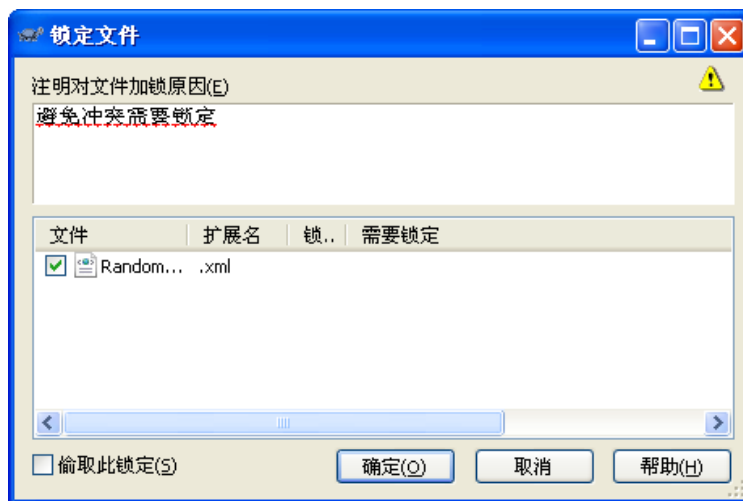 锁定文件
注明对文件加锁原因(E)
避免冲突需要锁定
文件 扩展名 锁.. 需要锁定
Random... .xml
偷取此锁定(S) 确定(O) 取消 帮助(H)